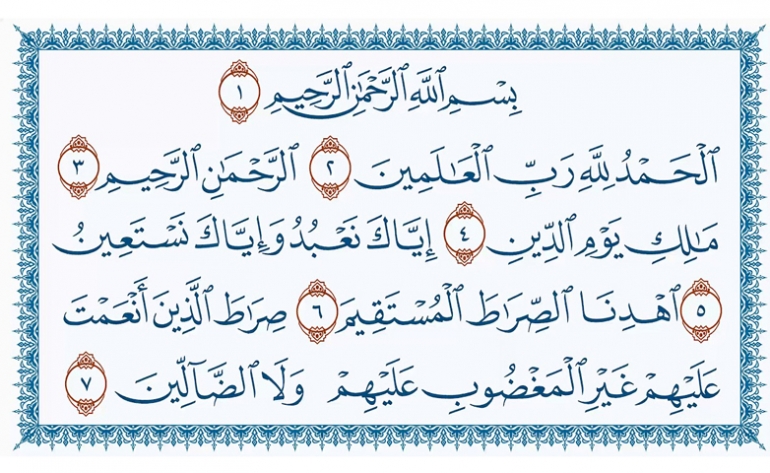 بِسْمِ ٱللَّهِ ٱلرَّحْمَٰنِ ٱلرَّحِيمِ ١
ٱلْحَمْدُ لِلَّهِ رَبِّ ٱلْعَٰلَمِينَ ٢ ٱلرَّحْمَٰنِ ٱلرَّحِيمِ ٣
مَٰلِكِ يَوْمِ ٱلدِّينِ ٤ إِيَّاكَ نَعْبُدُ وَإِيَّاكَ نَسْتَعِينُ
٥ ٱهْدِنَا ٱلصِّرَٰطَ ٱلْمُسْتَقِيمَ ٦ صِرَٰطَ ٱلَّذِينَ أَنْعَمْتَ
عَلَيْهِمْ غَيْرِ ٱلْمَغْضُوبِ عَلَيْهِمْ وَلَا ٱلضَّآلِّينَ ٧